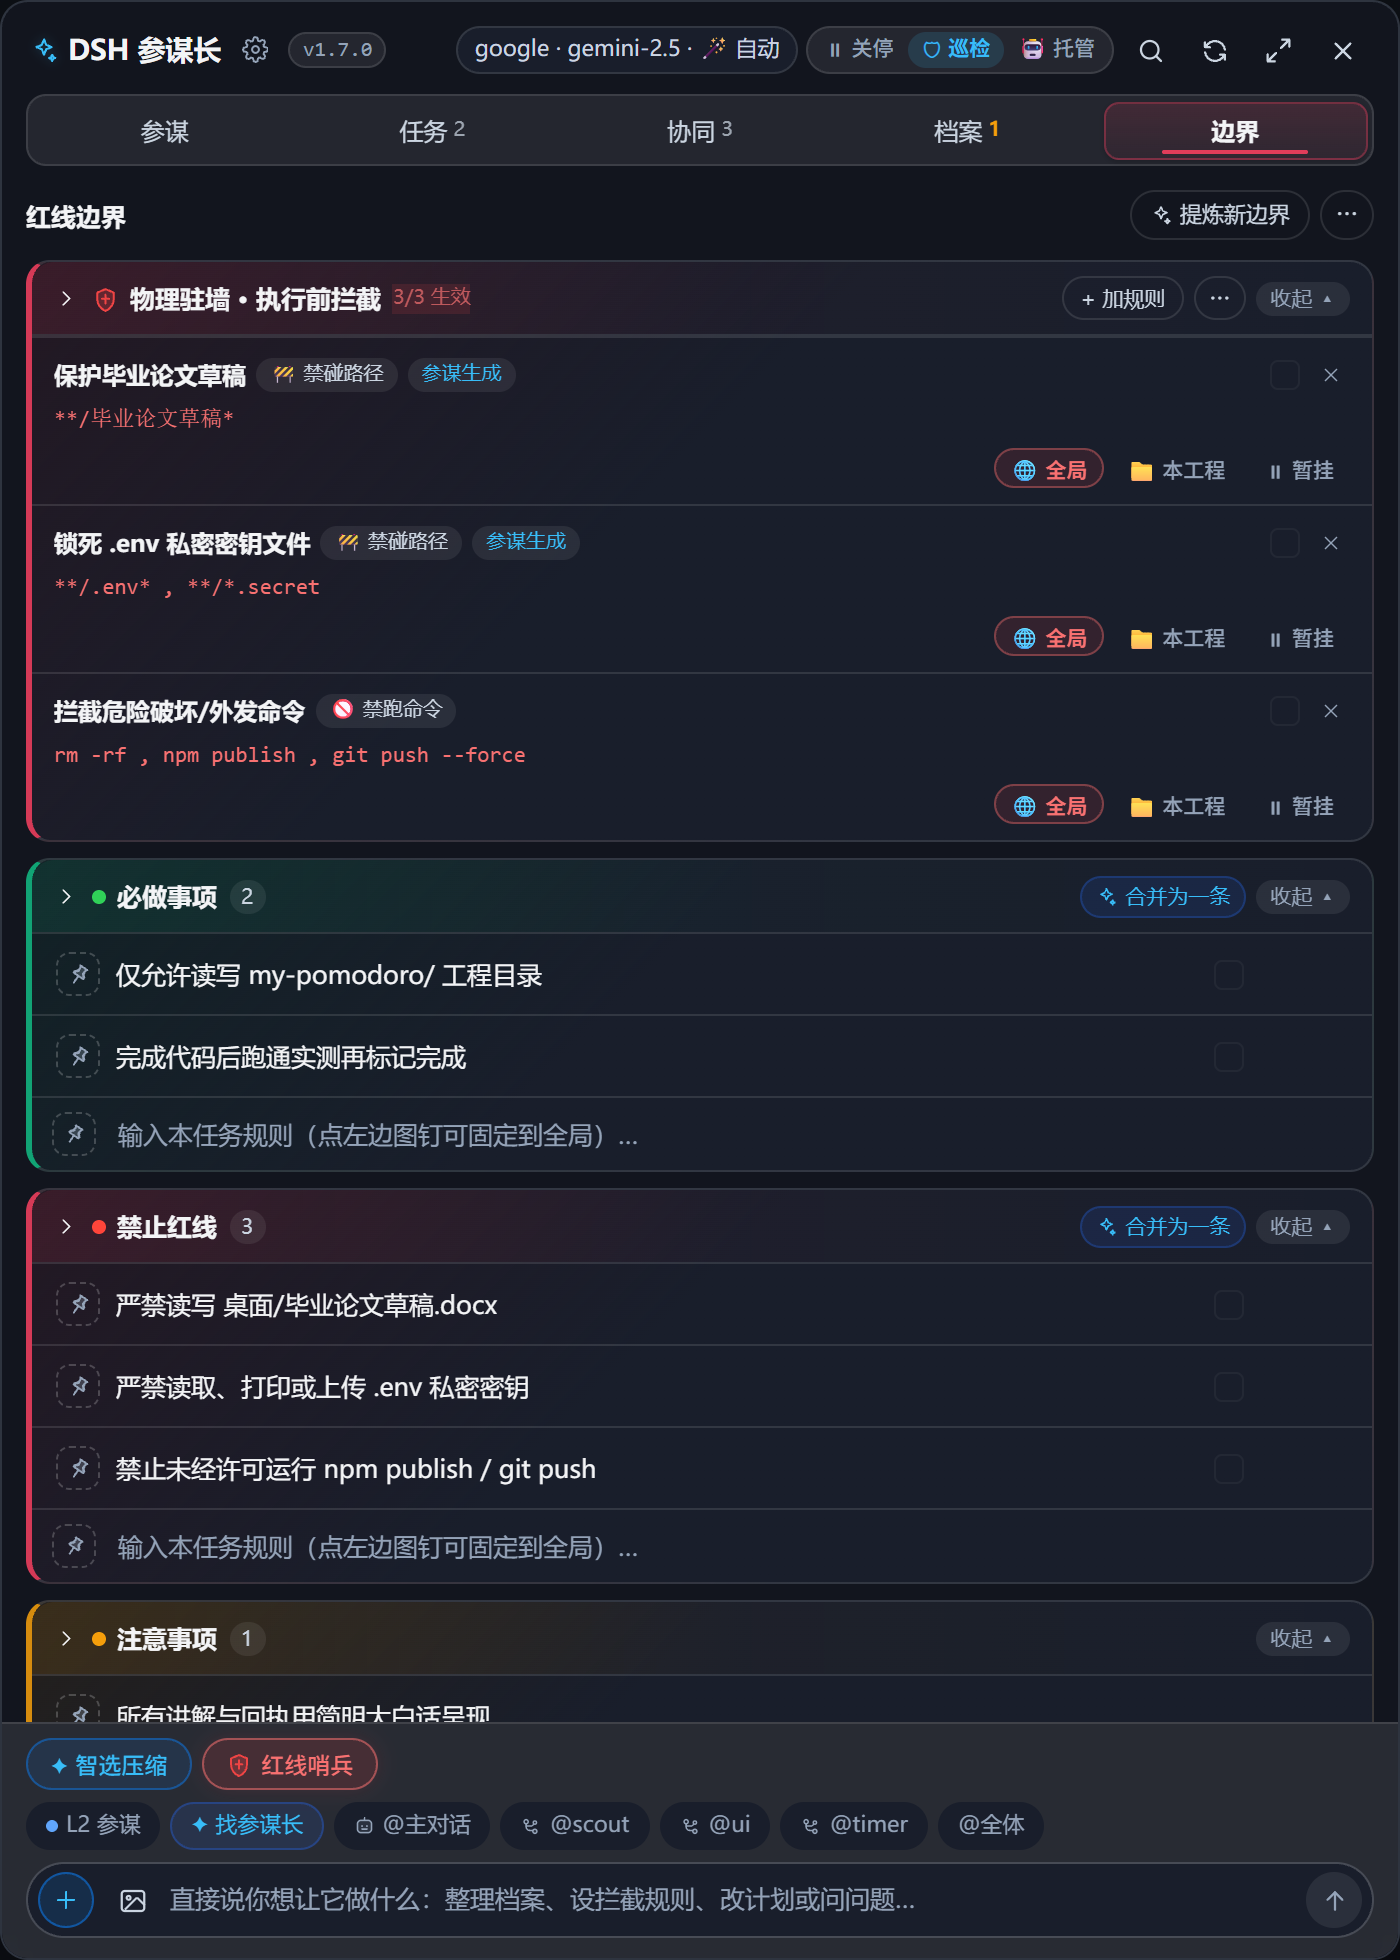 DSH 参谋长 v1.7.0 google · gemini-2.5 · 自动 关停 巡检 托管
参谋 任务 2 协同 3 档案 1 边界
红线边界 提炼新边界 ···
物理驻墙 • 执行前拦截 3/3 生效 + 加规则 ··· 收起 ▲
保护毕业论文草稿 禁碰路径 参谋生成
**/毕业论文草稿*
全局 本工程 暂挂
锁死 .env 私密密钥文件 禁碰路径 参谋生成
**/.env* , **/*.secret
全局 本工程 暂挂
拦截危险破坏/外发命令 禁跑命令
rm -rf , npm publish , git push --force
全局 本工程 暂挂
必做事项 2 合并为一条 收起 ▲
仅允许读写 my-pomodoro/ 工程目录
完成代码后跑通实测再标记完成
输入本任务规则（点左边图钉可固定到全局）...
禁止红线 3 合并为一条 收起 ▲
严禁读写 桌面/毕业论文草稿.docx
严禁读取、打印或上传 .env 私密密钥
禁止未经许可运行 npm publish / git push
输入本任务规则（点左边图钉可固定到全局）...
注意事项 1 收起 ▲
所有讲解与回执用简明大白话呈现
智选压缩 红线哨兵
L2 参谋 找参谋长 @主对话 @scout @ui @timer @全体
直接说你想让它做什么：整理档案、设拦截规则、改计划或问问题...